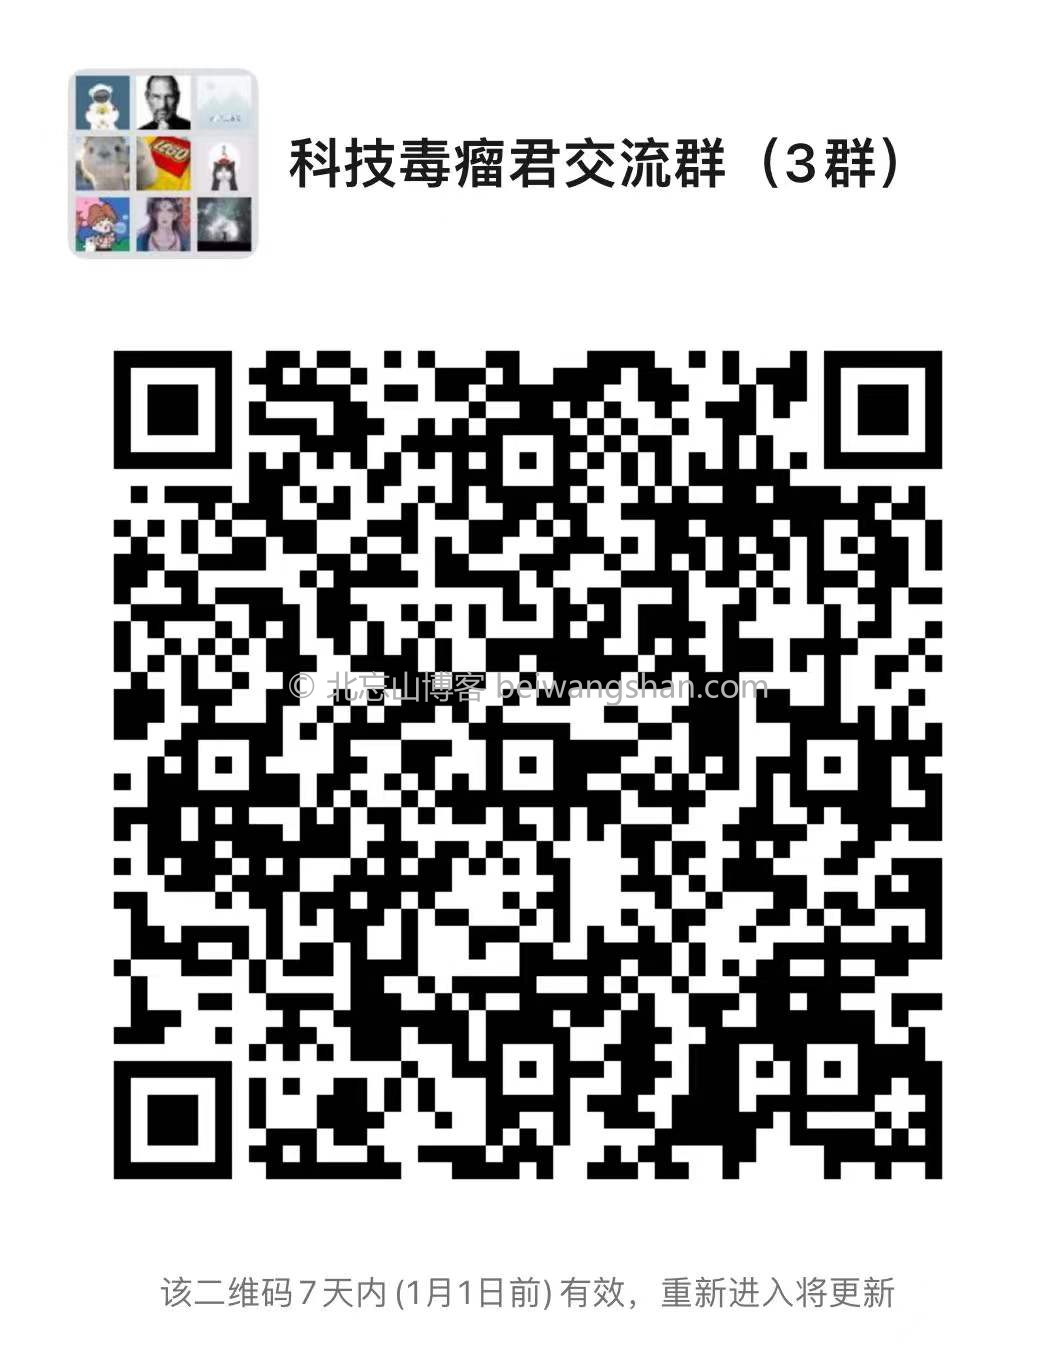 LEGO
科技毒瘤君交流群（3群）
© 北忘山博客 beiwangshan.com
该二维码7天内(1月1日前)有效，重新进入将更新